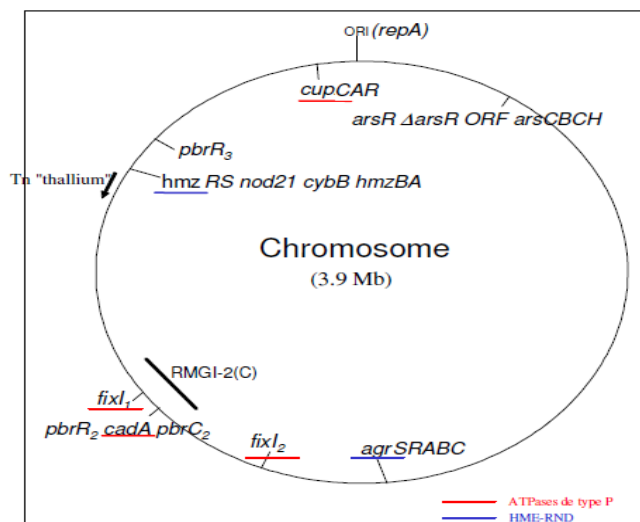 ORI (repA)
cupCAR
arsR ΔarsR ORF arsCBCH
pbrR3
Tn "thallium"
hmz RS nod21 cybB hmzBA
Chromosome
(3.9 Mb)
RMGI-2(C)
fixI1
pbrR2 cadA pbrC2
fixI2
agrSRABC
ATPases de type P
HME-RND